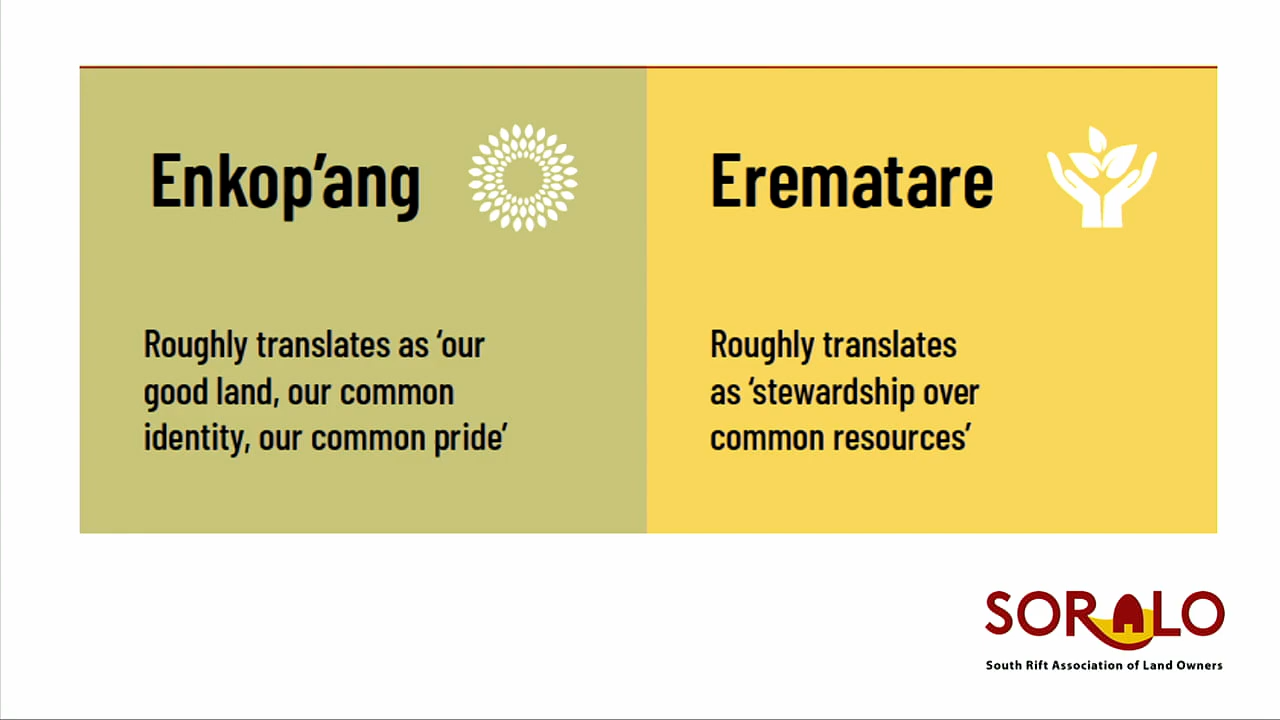 Enkop’ang
Roughly translates as ‘our
good land, our common
identity, our common pride’
Erematare
Roughly translates
as ‘stewardship over
common resources’
SORALO
South Rift Association of Land Owners